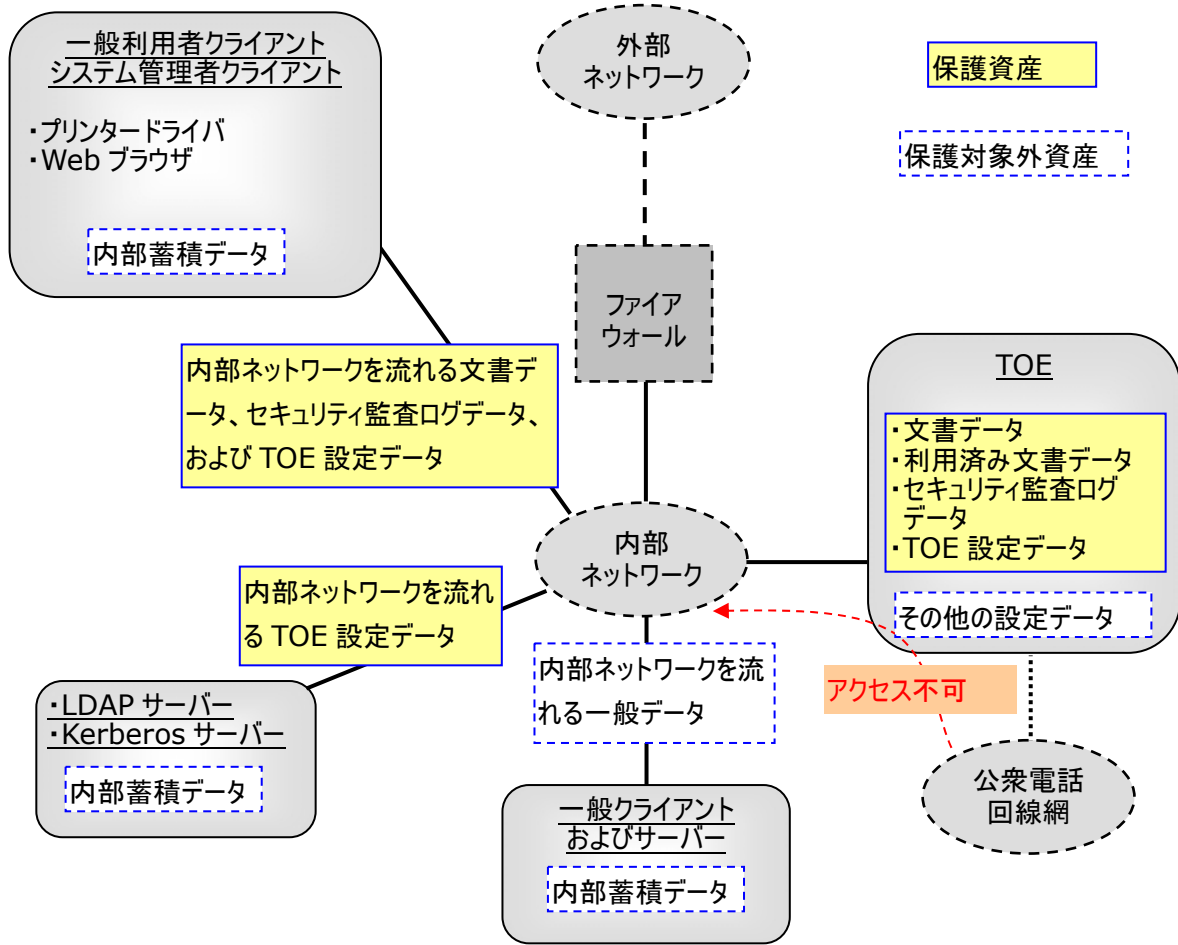 一般利用者クライアント
システム管理者クライアント
・プリンタードライバ
・Web ブラウザ
内部蓄積データ
外部
ネットワーク
保護資産
保護対象外資産
ファイア
ウォール
内部ネットワークを流れる文書デ
ータ、セキュリティ監査ログデータ、
および TOE 設定データ
TOE
・文書データ
・利用済み文書データ
・セキュリティ監査ログ
データ
・TOE 設定データ
その他の設定データ
内部
ネットワーク
内部ネットワークを流れ
る TOE 設定データ
内部ネットワークを流
れる一般データ
アクセス不可
・LDAP サーバー
・Kerberos サーバー
内部蓄積データ
公衆電話
回線網
一般クライアント
およびサーバー
内部蓄積データ